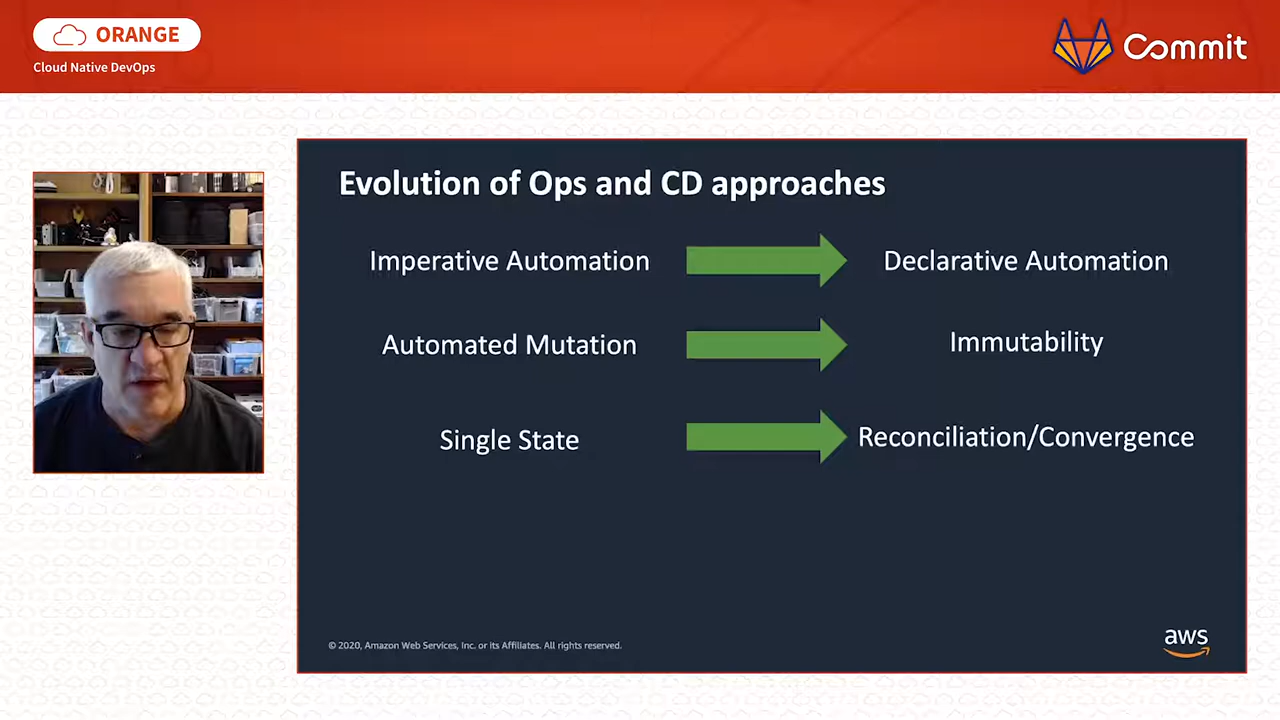 ORANGE
Cloud Native DevOps
Commit
Evolution of Ops and CD approaches
Imperative Automation
Declarative Automation
Automated Mutation
Immutability
Single State
Reconciliation/Convergence
© 2020, Amazon Web Services, Inc. or its Affiliates. All rights reserved.
aws